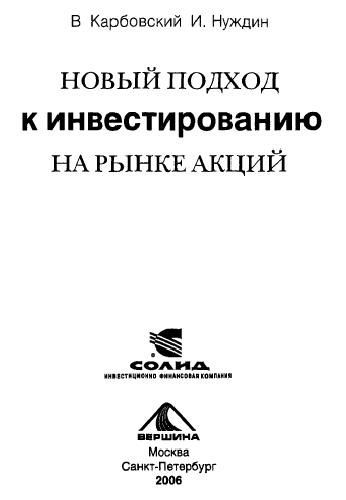 В Карбовский И. Нуждин
НОВЫЙ ПОДХОД
К ИНВЕСТИРОВАНИЮ
НА РЫНКЕ АКЦИЙ
СОЛИД
ИНВЕСТИЦИОННО ФИНАНСОВАЯ КОМПАНИЯ
ВЕРШИНА
Москва
Санкт-Петербург
2006